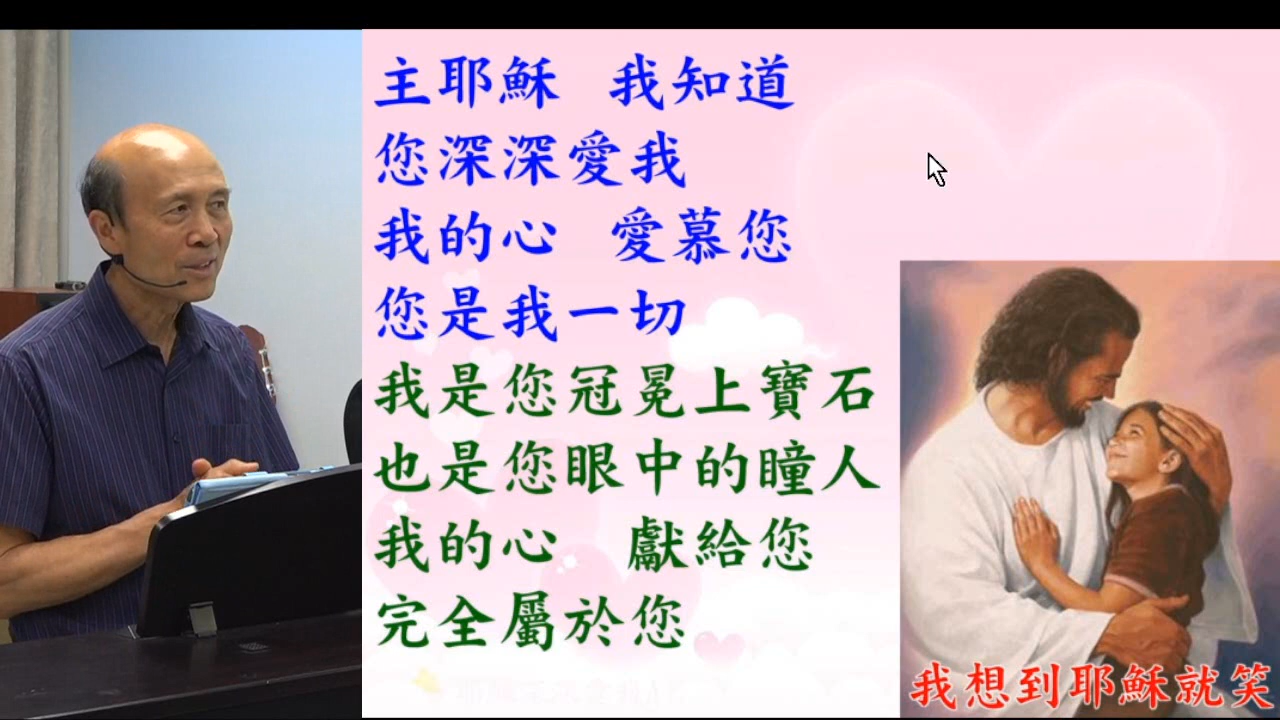 主耶穌 我知道
您深深愛我
我的心 愛慕您
您是我一切
我是您冠冕上寶石
也是您眼中的瞳人
我的心 獻給您
完全屬於您
我想到耶穌就笑